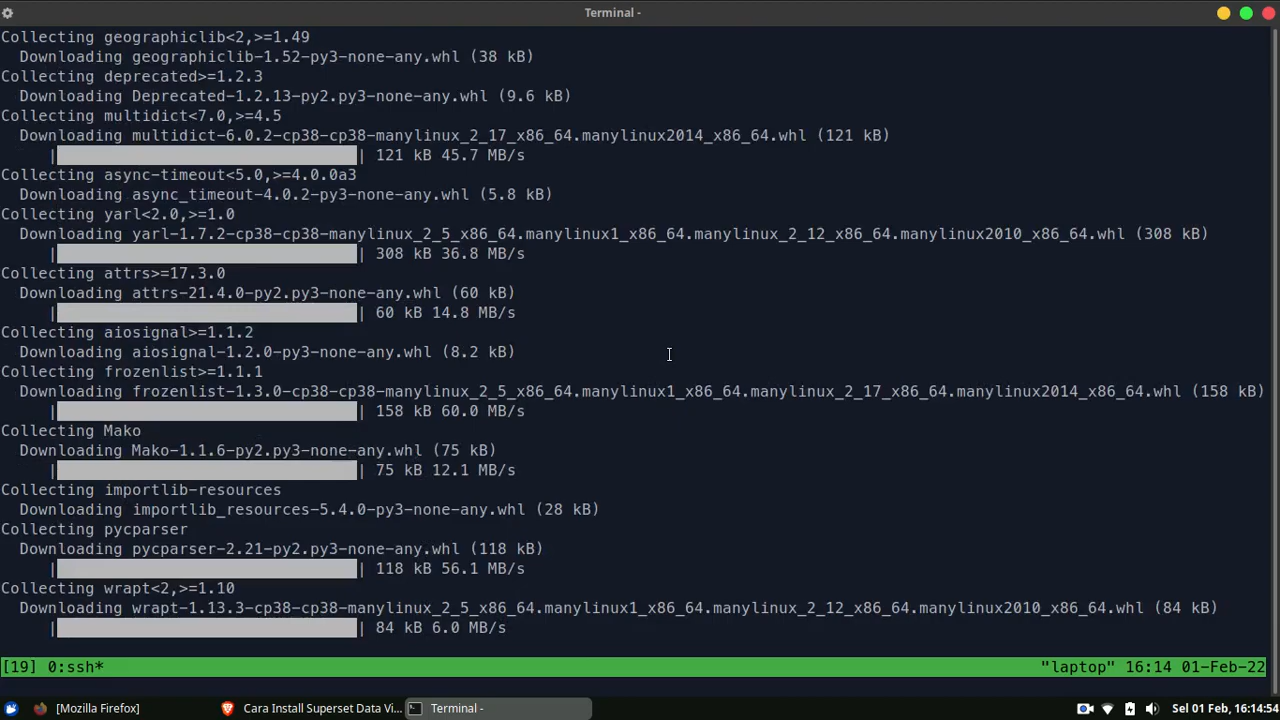 Terminal -
Collecting geographiclib<2,>=1.49
Downloading geographiclib-1.52-py3-none-any.whl (38 kB)
Collecting deprecated>=1.2.3
Downloading Deprecated-1.2.13-py2.py3-none-any.whl (9.6 kB)
Collecting multidict<7.0,>=4.5
Downloading multidict-6.0.2-cp38-cp38-manylinux_2_17_x86_64.manylinux2014_x86_64.whl (121 kB)
| | 121 kB 45.7 MB/s
Collecting async-timeout<5.0,>=4.0.0a3
Downloading async_timeout-4.0.2-py3-none-any.whl (5.8 kB)
Collecting yarl<2.0,>=1.0
Downloading yarl-1.7.2-cp38-cp38-manylinux_2_5_x86_64.manylinux1_x86_64.manylinux_2_12_x86_64.manylinux2010_x86_64.whl (308 kB)
| | 308 kB 36.8 MB/s
Collecting attrs>=17.3.0
Downloading attrs-21.4.0-py2.py3-none-any.whl (60 kB)
| | 60 kB 14.8 MB/s
Collecting aiosignal>=1.1.2
Downloading aiosignal-1.2.0-py3-none-any.whl (8.2 kB)
Collecting frozenlist>=1.1.1
Downloading frozenlist-1.3.0-cp38-cp38-manylinux_2_5_x86_64.manylinux1_x86_64.manylinux_2_17_x86_64.manylinux2014_x86_64.whl (158 kB)
| | 158 kB 60.0 MB/s
Collecting Mako
Downloading Mako-1.1.6-py2.py3-none-any.whl (75 kB)
| | 75 kB 12.1 MB/s
Collecting importlib-resources
Downloading importlib_resources-5.4.0-py3-none-any.whl (28 kB)
Collecting pycparser
Downloading pycparser-2.21-py2.py3-none-any.whl (118 kB)
| | 118 kB 56.1 MB/s
Collecting wrapt<2,>=1.10
Downloading wrapt-1.13.3-cp38-cp38-manylinux_2_5_x86_64.manylinux1_x86_64.manylinux_2_12_x86_64.manylinux2010_x86_64.whl (84 kB)
| | 84 kB 6.0 MB/s
[19] 0:ssh* "laptop" 16:14 01-Feb-22
[Mozilla Firefox] Cara Install Superset Data Vi... Terminal - Sel 01 Feb, 16:14:54